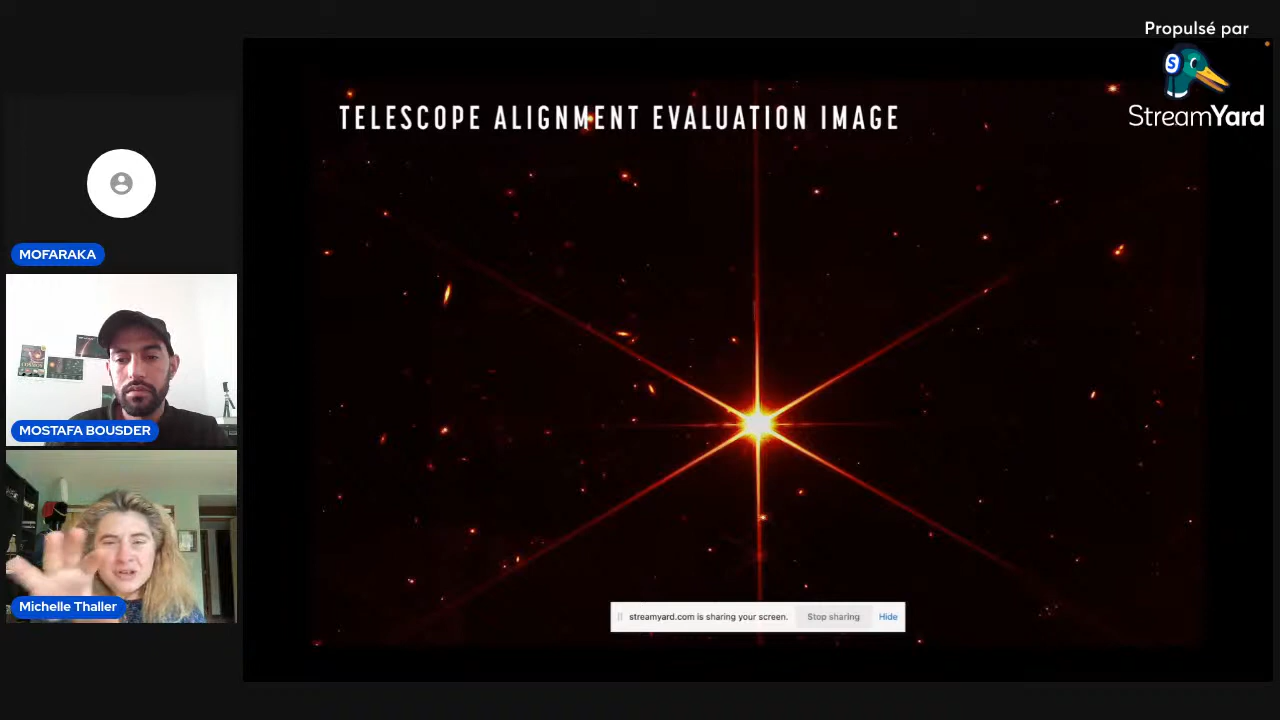 Propulsé par
StreamYard
TELESCOPE ALIGNMENT EVALUATION IMAGE
MOFARAKA
MOSTAFA BOUSDER
Michelle Thaller
streamyard.com is sharing your screen.
Stop sharing
Hide